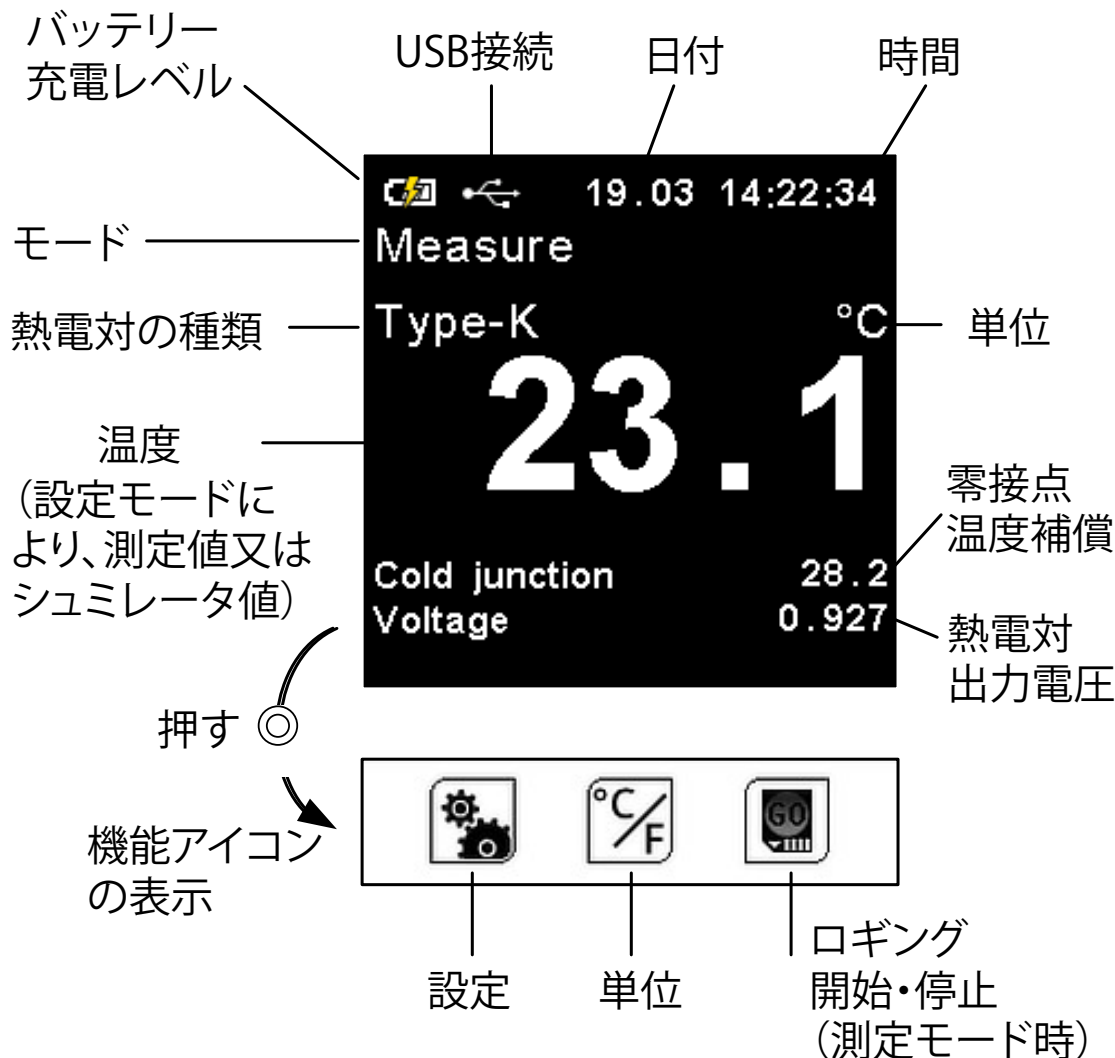 バッテリー
充電レベル
USB接続
日付
時間
19.03 14:22:34
モード
Measure
熱電対の種類
Type-K
°C
単位
23.1
温度
(設定モードに
より、測定値又は
シュミレータ値)
零接点
温度補償
Cold junction 28.2
Voltage 0.927
熱電対
出力電圧
押す
機能アイコン
の表示
°C/F
GO
設定
単位
ロギング
開始・停止
(測定モード時)